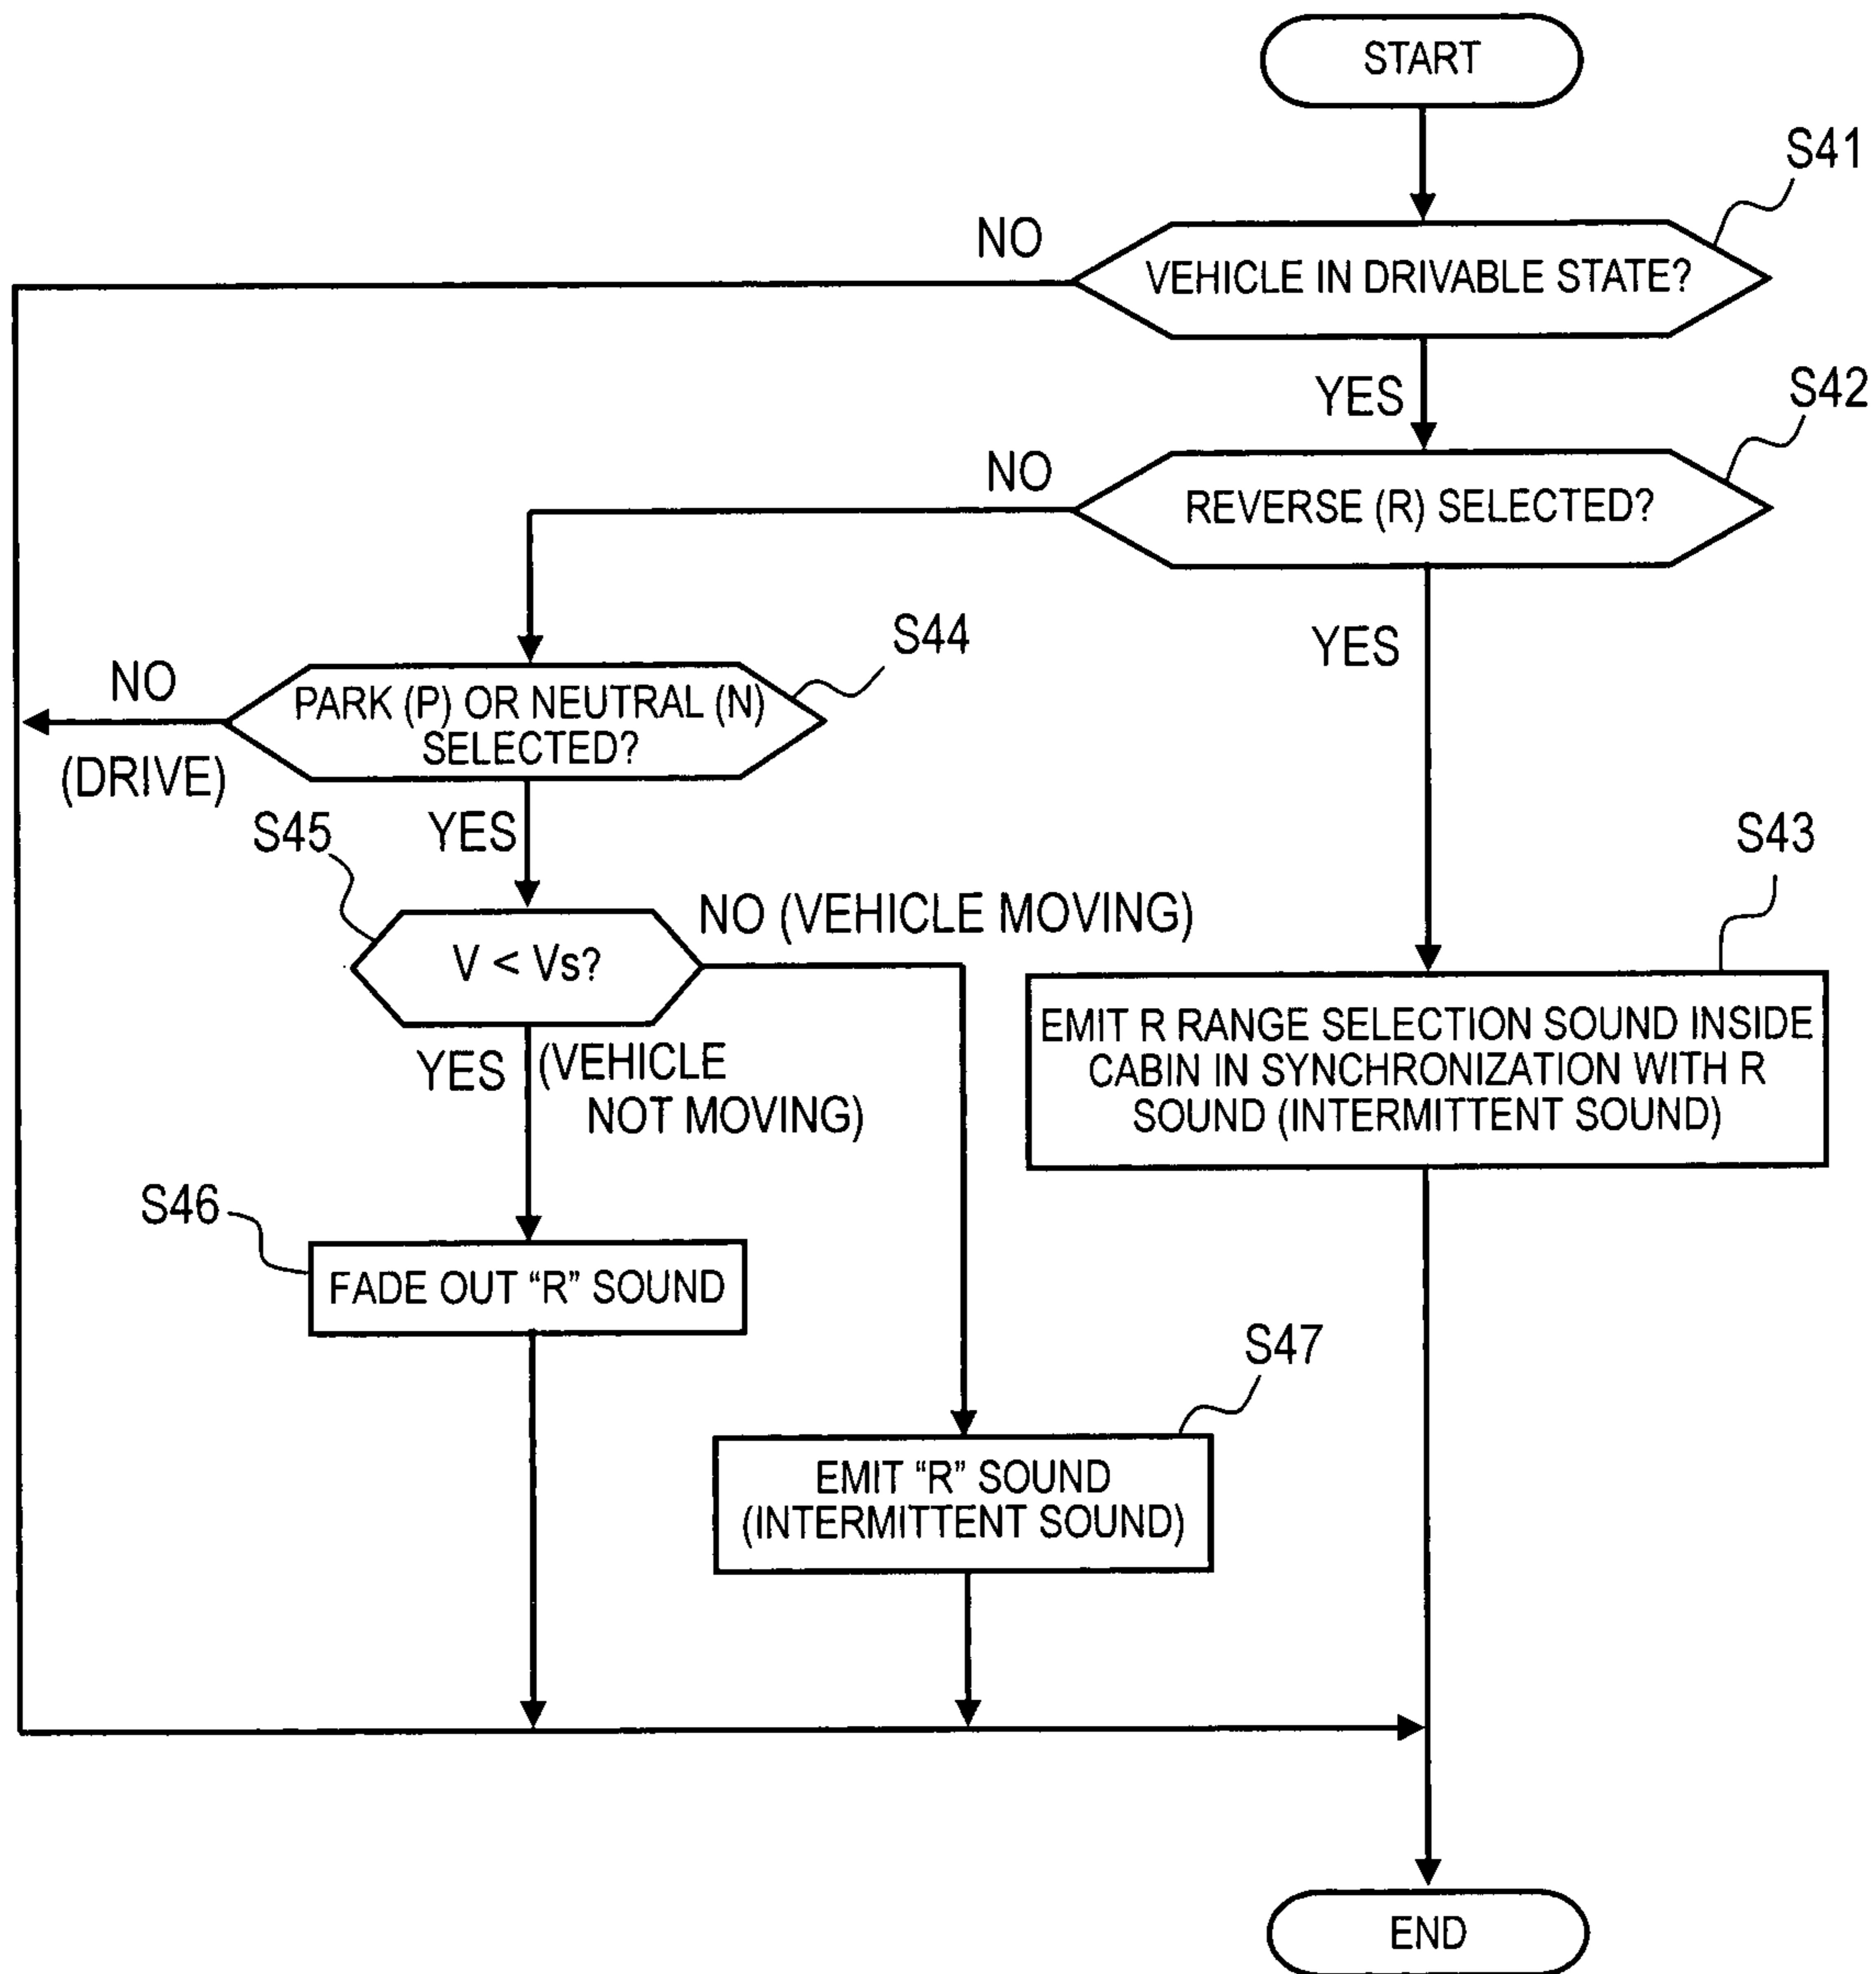 START
S41
NO
VEHICLE IN DRIVABLE STATE?
YES
S42
NO
REVERSE (R) SELECTED?
YES
S44
NO
PARK (P) OR NEUTRAL (N)
SELECTED?
(DRIVE)
YES
S45
S43
NO (VEHICLE MOVING)
V < Vs?
EMIT R RANGE SELECTION SOUND INSIDE
CABIN IN SYNCHRONIZATION WITH R
SOUND (INTERMITTENT SOUND)
YES (VEHICLE
NOT MOVING)
S46
FADE OUT “R” SOUND
S47
EMIT “R” SOUND
(INTERMITTENT SOUND)
END